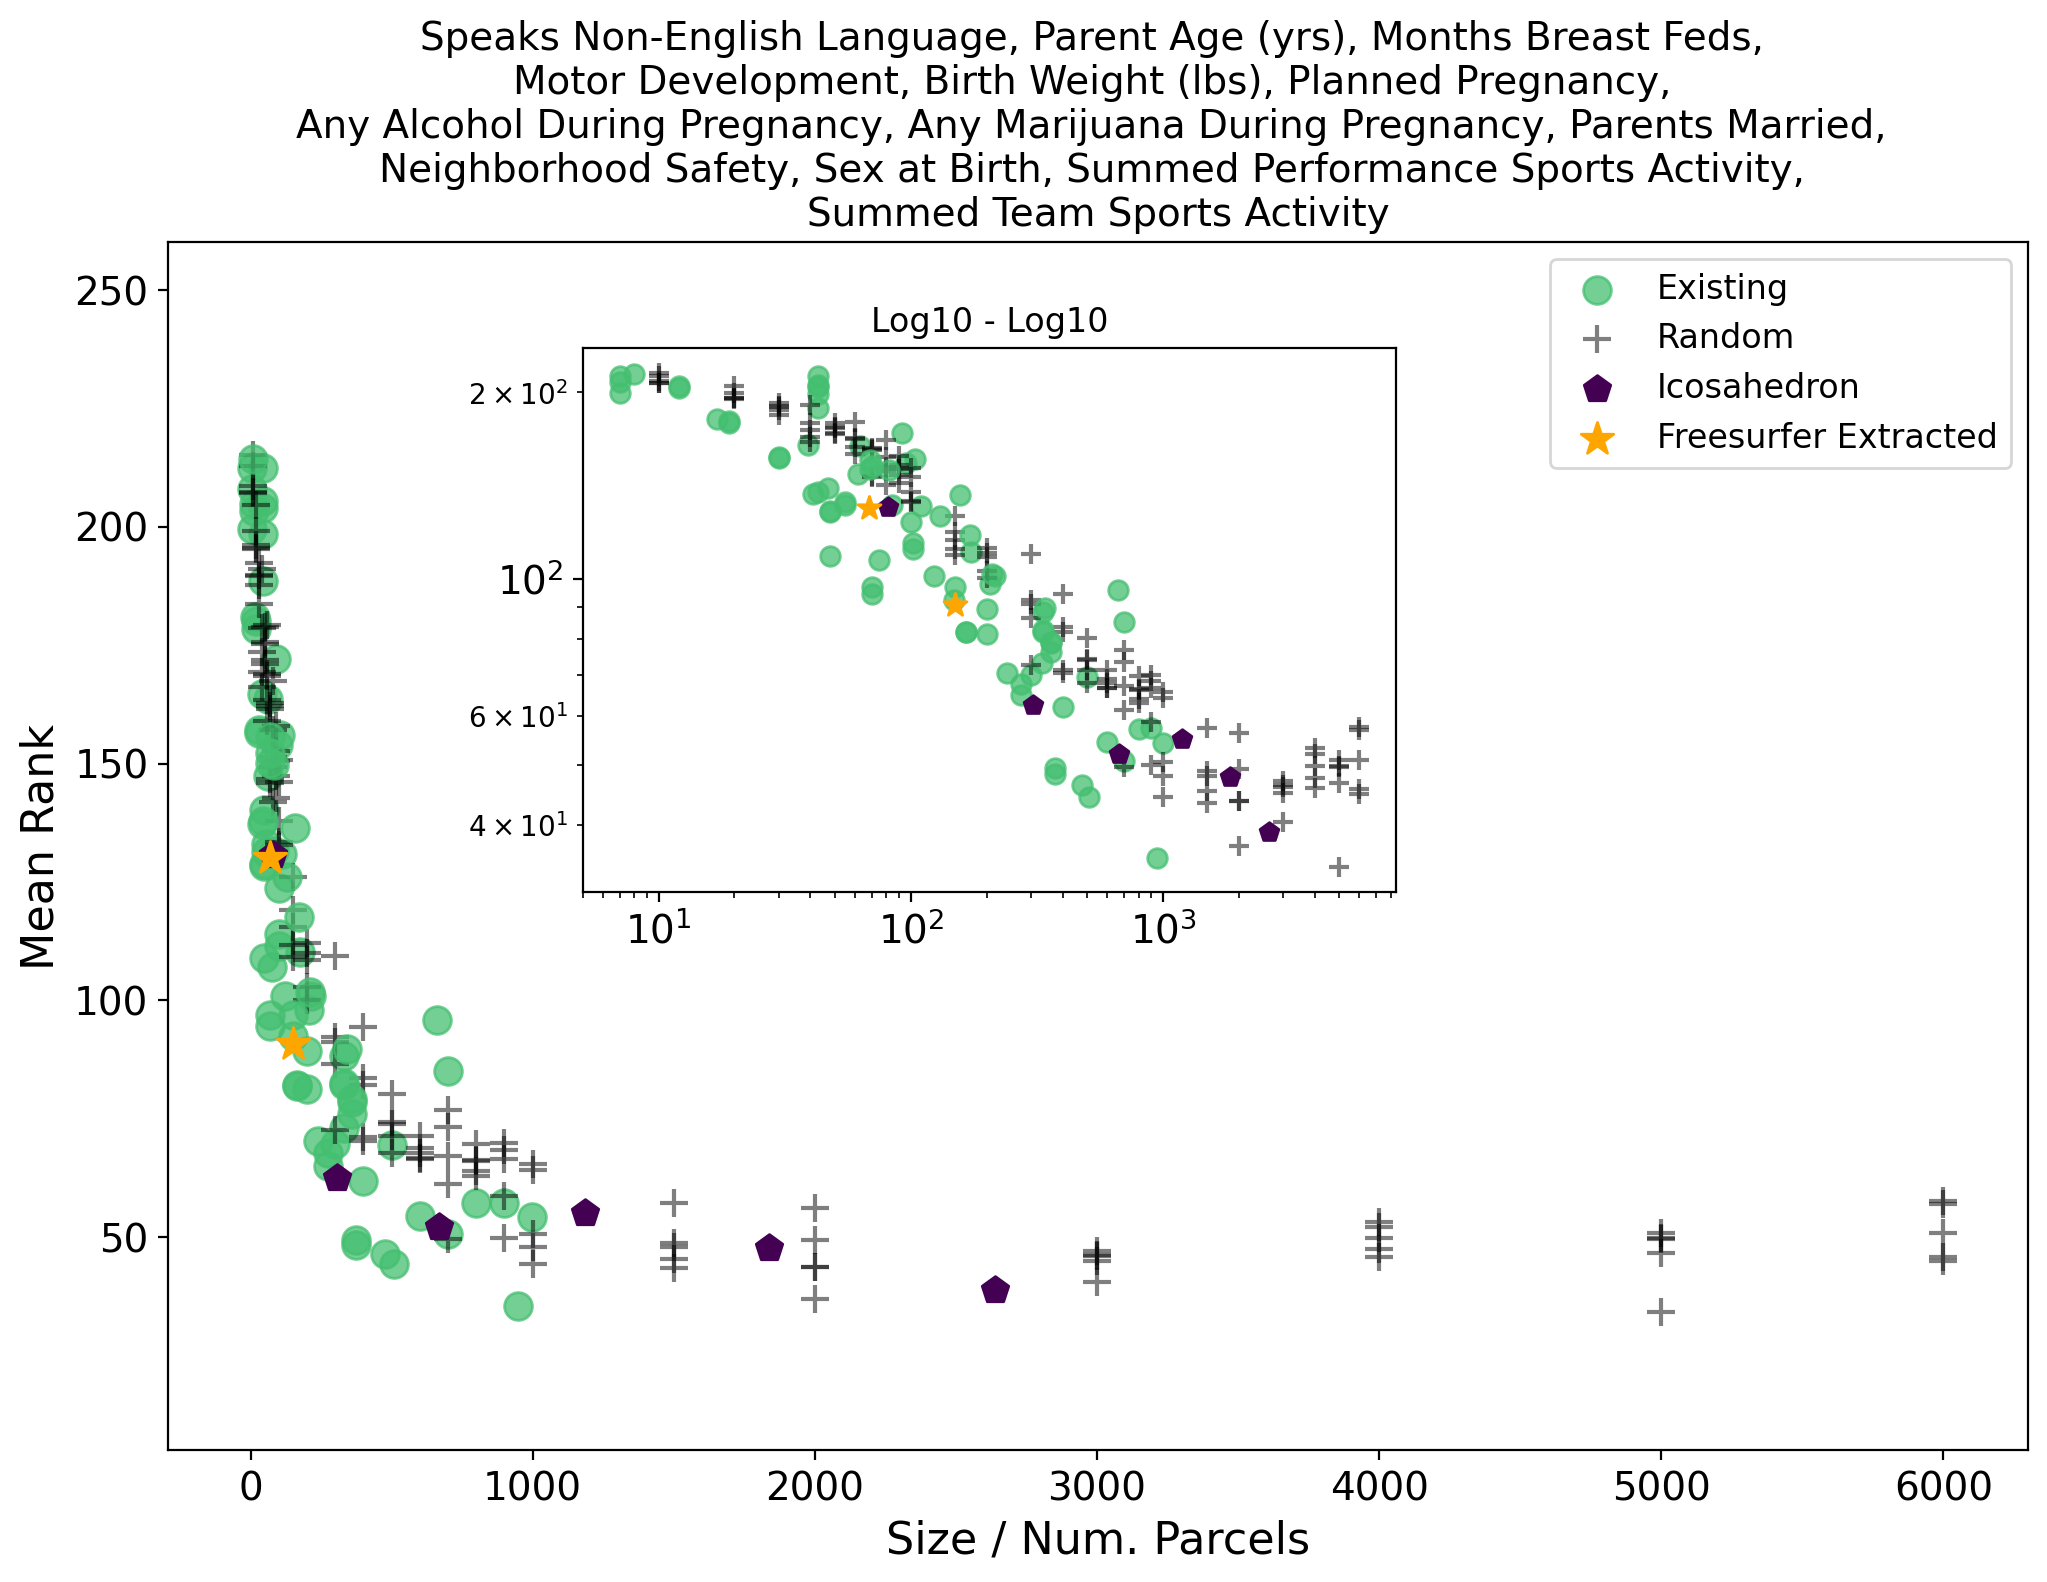 Speaks Non-English Language, Parent Age (yrs), Months Breast Feds,
Motor Development, Birth Weight (lbs), Planned Pregnancy,
Any Alcohol During Pregnancy, Any Marijuana During Pregnancy, Parents Married,
Neighborhood Safety, Sex at Birth, Summed Performance Sports Activity,
Summed Team Sports Activity
250
200
150
100
50
Mean Rank
Log10 - Log10
2 × 10²
10²
6 × 10¹
4 × 10¹
10¹ 10² 10³
Existing
Random
Icosahedron
Freesurfer Extracted
0 1000 2000 3000 4000 5000 6000
Size / Num. Parcels